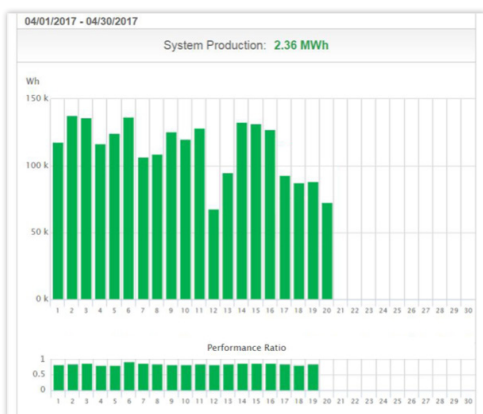 04/01/2017 - 04/30/2017
System Production: 2.36 MWh
Wh
150 k
100 k
50 k
0 k
1 2 3 4 5 6 7 8 9 10 11 12 13 14 15 16 17 18 19 20 21 22 23 24 25 26 27 28 29 30
Performance Ratio
1
0.5
0
1 2 3 4 5 6 7 8 9 10 11 12 13 14 15 16 17 18 19 20 21 22 23 24 25 26 27 28 29 30